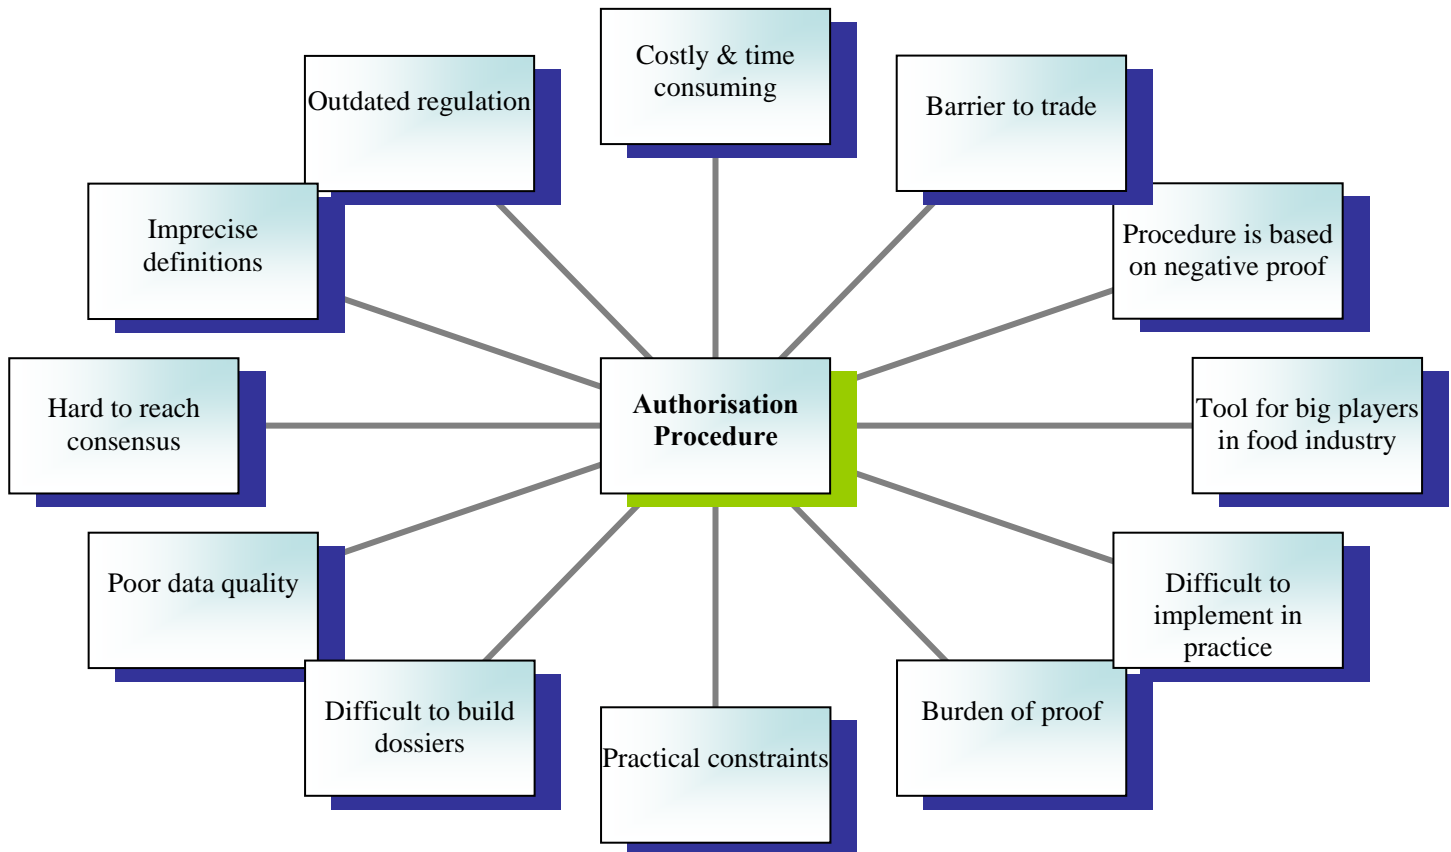 Costly & time
consuming
Outdated regulation
Barrier to trade
Imprecise
definitions
Procedure is based
on negative proof
Hard to reach
consensus
Authorisation
Procedure
Tool for big players
in food industry
Poor data quality
Difficult to
implement in
practice
Difficult to build
dossiers
Practical constraints
Burden of proof